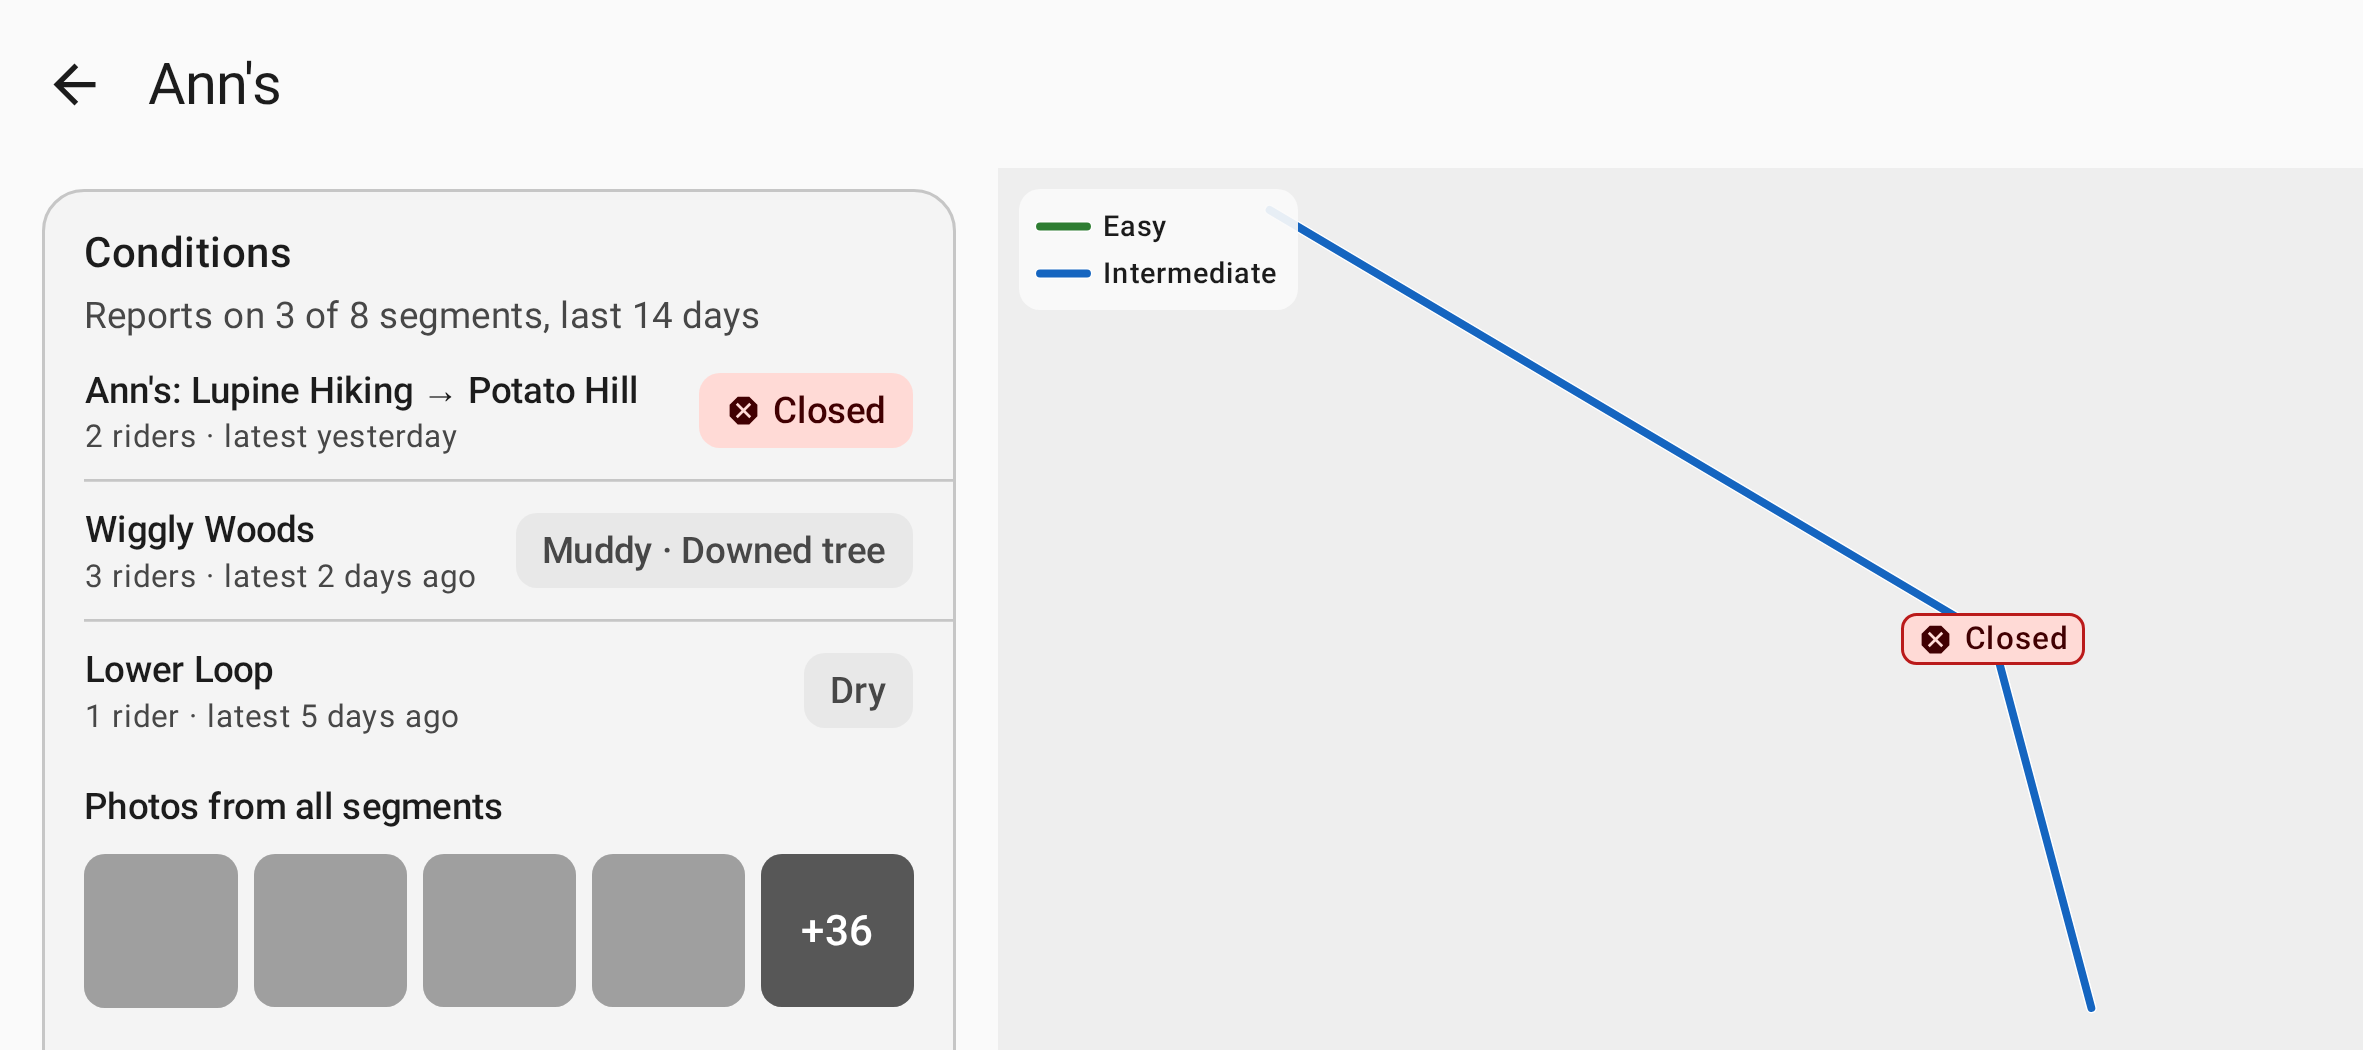 Ann's
Conditions
Reports on 3 of 8 segments, last 14 days
Ann's: Lupine Hiking → Potato Hill
2 riders · latest yesterday
Closed
Wiggly Woods
3 riders · latest 2 days ago
Muddy · Downed tree
Lower Loop
1 rider · latest 5 days ago
Dry
Photos from all segments
+36
Easy
Intermediate
Closed